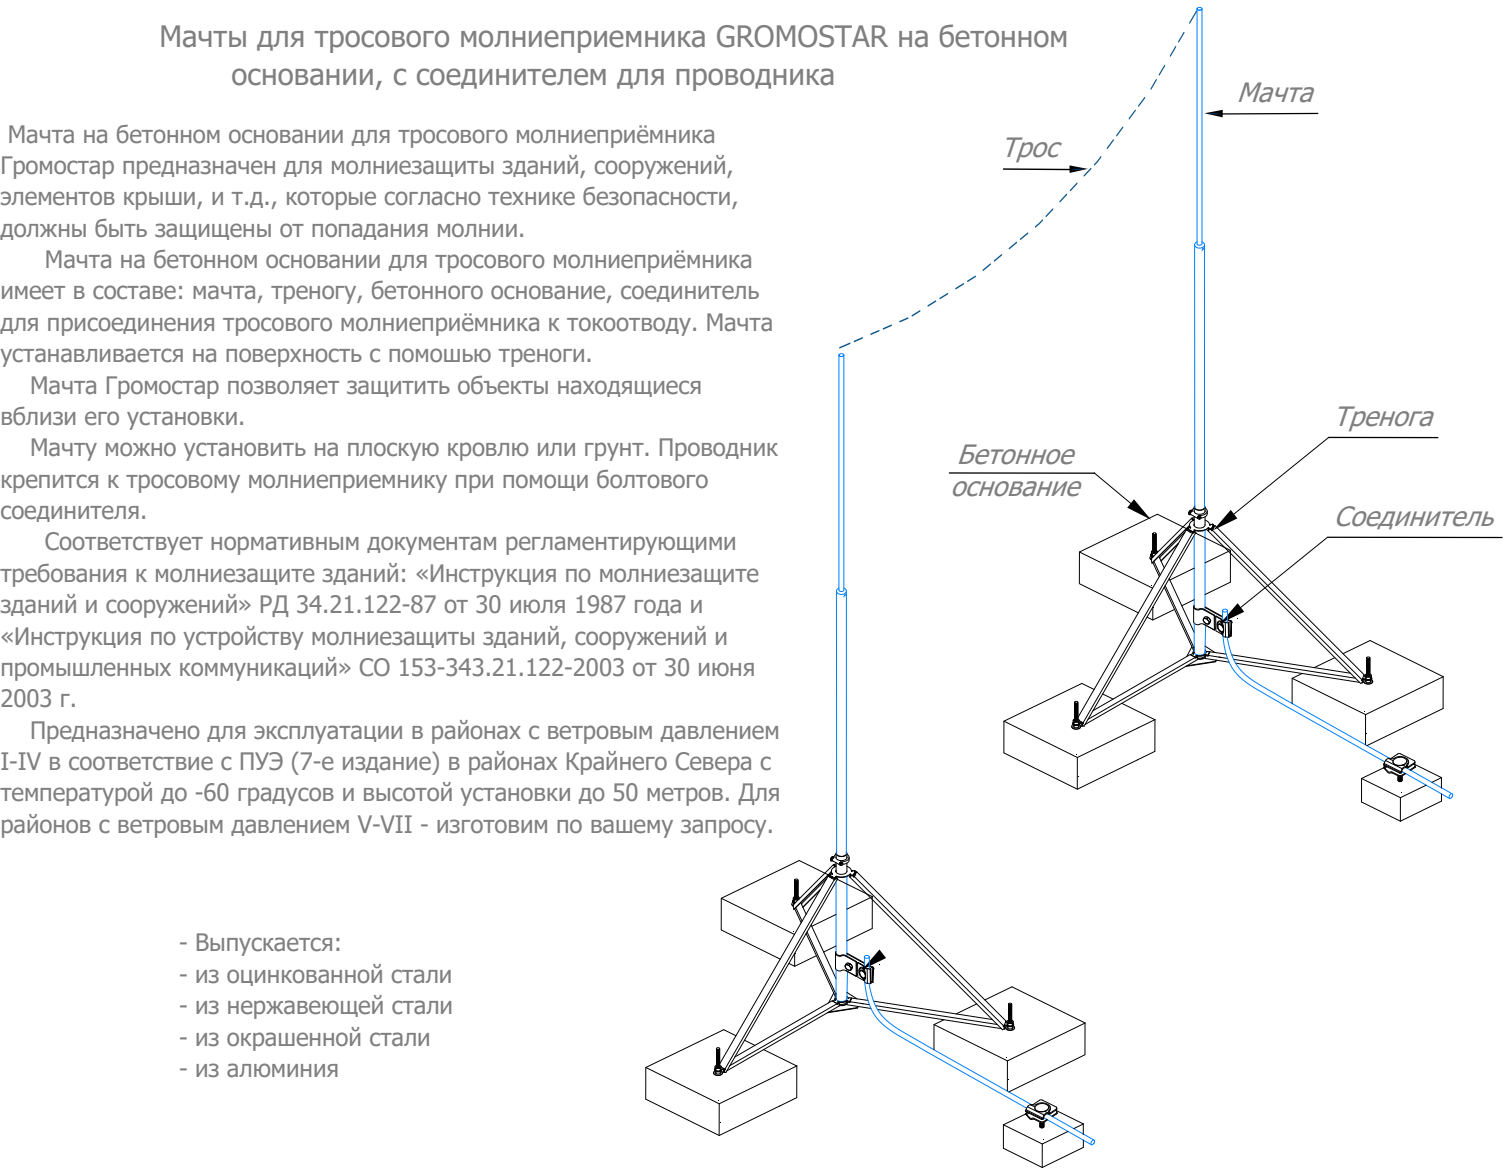 Мачты для тросового молниеприемника GROMOSTAR на бетонном
основании, с соединителем для проводника
Мачта на бетонном основании для тросового молниеприёмника
Громостар предназначен для молниезащиты зданий, сооружений,
элементов крыши, и т.д., которые согласно технике безопасности,
должны быть защищены от попадания молнии.
Мачта на бетонном основании для тросового молниеприёмника
имеет в составе: мачта, треногу, бетонного основание, соединитель
для присоединения тросового молниеприёмника к токоотводу. Мачта
устанавливается на поверхность с помошью треноги.
Мачта Громостар позволяет защитить объекты находящиеся
вблизи его установки.
Мачту можно установить на плоскую кровлю или грунт. Проводник
крепится к тросовому молниеприемнику при помощи болтового
соединителя.
Соответствует нормативным документам регламентирующими
требования к молниезащите зданий: «Инструкция по молниезащите
зданий и сооружений» РД 34.21.122-87 от 30 июля 1987 года и
«Инструкция по устройству молниезащиты зданий, сооружений и
промышленных коммуникаций» СО 153-343.21.122-2003 от 30 июня
2003 г.
Предназначено для эксплуатации в районах с ветровым давлением
I-IV в соответствие с ПУЭ (7-е издание) в районах Крайнего Севера с
температурой до -60 градусов и высотой установки до 50 метров. Для
районов с ветровым давлением V-VII - изготовим по вашему запросу.
- Выпускается:
- из оцинкованной стали
- из нержавеющей стали
- из окрашенной стали
- из алюминия
Мачта
Трос
Тренога
Бетонное
основание
Соединитель